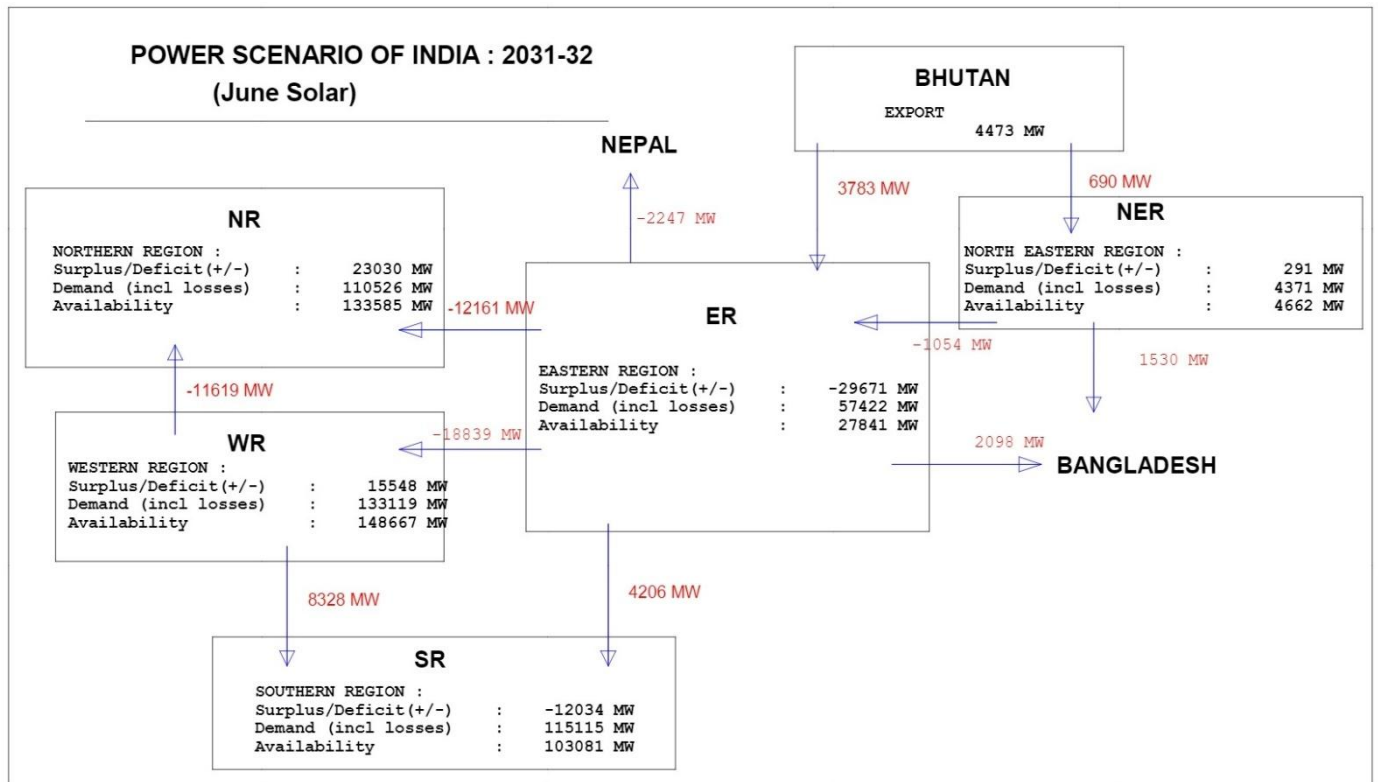 POWER SCENARIO OF INDIA : 2031-32
(June Solar)
BHUTAN
EXPORT
4473 MW
NEPAL
3783 MW
690 MW
-2247 MW
NR
NORTHERN REGION :
Surplus/Deficit(+/-) : 23030 MW
Demand (incl losses) : 110526 MW
Availability : 133585 MW
NER
NORTH EASTERN REGION :
Surplus/Deficit(+/-) : 291 MW
Demand (incl losses) : 4371 MW
Availability : 4662 MW
-12161 MW
-1054 MW
1530 MW
ER
EASTERN REGION :
Surplus/Deficit(+/-) : -29671 MW
Demand (incl losses) : 57422 MW
Availability : 27841 MW
-11619 MW
-18839 MW
2098 MW
BANGLADESH
WR
WESTERN REGION :
Surplus/Deficit(+/-) : 15548 MW
Demand (incl losses) : 133119 MW
Availability : 148667 MW
8328 MW
4206 MW
SR
SOUTHERN REGION :
Surplus/Deficit(+/-) : -12034 MW
Demand (incl losses) : 115115 MW
Availability : 103081 MW